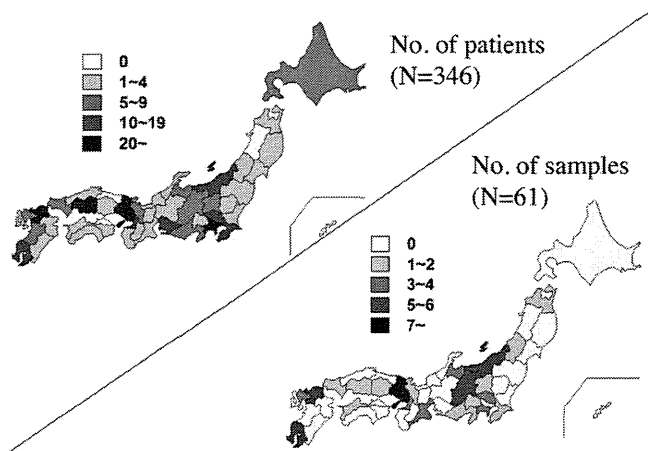 No. of patients
(N=346)
0
1~4
5~9
10~19
20~
No. of samples
(N=61)
0
1~2
3~4
5~6
7~